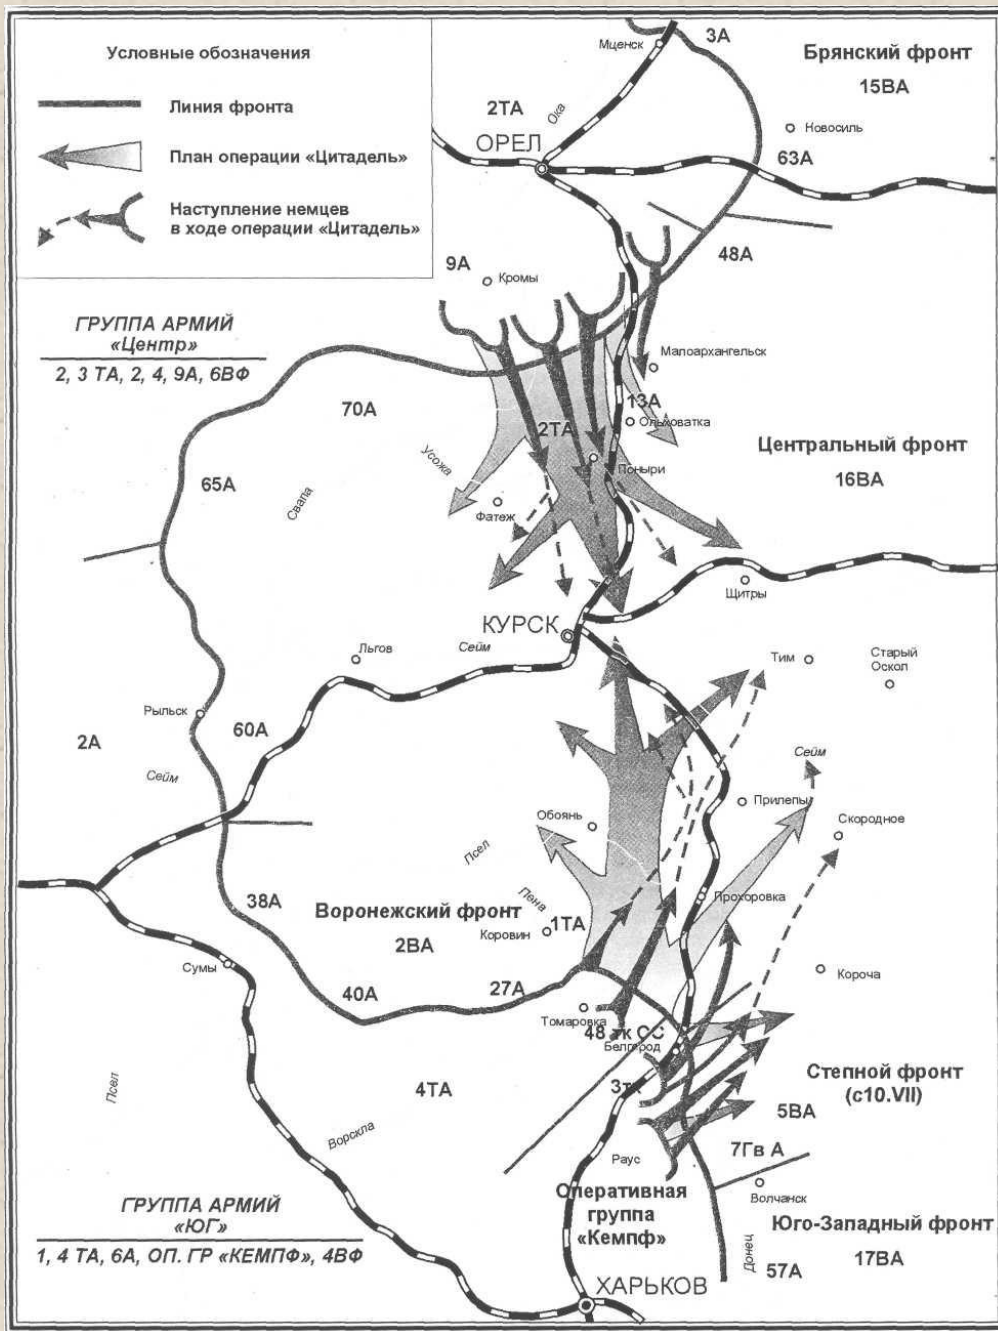 Условные обозначения
Линия фронта
План операции «Цитадель»
Наступление немцев
в ходе операции «Цитадель»
3А
Мценск
Брянский фронт
15ВА
2ТА
Ока
ОРЕЛ
Новосиль
63А
48А
9А
Кромы
ГРУППА АРМИЙ
«Центр»
2, 3 ТА, 2, 4, 9А, 6ВФ
Малоархангельск
70А
13А
Ольховатка
2ТА
Усожа
Поныри
Центральный фронт
16ВА
65А
Свапа
Фатеж
Щитры
КУРСК
Сейм
Льгов
Тим
Старый
Оскол
Рыльск
60А
2А
Сейм
Сейм
Прилепы
Обоянь
Скородное
Псел
Пена
Прохоровка
38А
Воронежский фронт
2ВА
1ТА
Коровин
Сумы
Короча
40А
27А
Томаровка
48 тк СС
Белгород
Псел
4ТА
3тк
Степной фронт
(с10.VII)
5ВА
Ворскла
7Гв А
Раус
Волчанск
Оперативная
группа
«Кемпф»
ГРУППА АРМИЙ
«ЮГ»
1, 4 ТА, 6А, ОП. ГР «КЕМПФ», 4ВФ
Юго-Западный фронт
17ВА
Донец
57А
ХАРЬКОВ